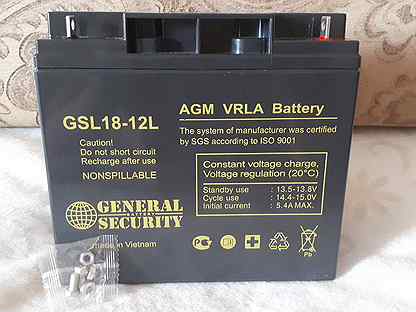 GSL18-12L
Caution!
Do not short circuit
Recharge after use
NONSPILLABLE
AGM VRLA Battery
The system of manufacturer was certified
by SGS according to ISO 9001
Constant voltage charge,
Voltage regulation (20°C)
Standby use : 13.5-13.8V
Cycle use : 14.4-15.0V
Initial current : 5.4A MAX.
GENERAL
BATTERY
SECURITY
made in Vietnam
Pb